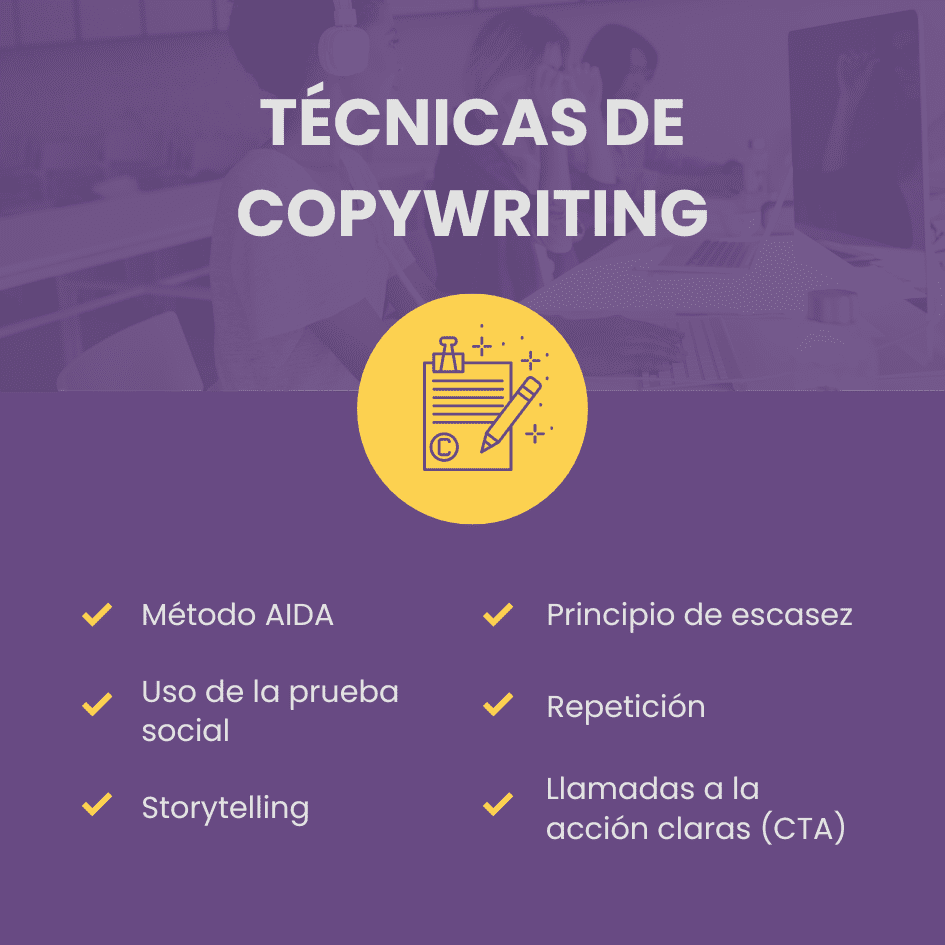 TÉCNICAS DE
COPYWRITING
©
Método AIDA
Uso de la prueba
social
Storytelling
Principio de escasez
Repetición
Llamadas a la
acción claras (CTA)